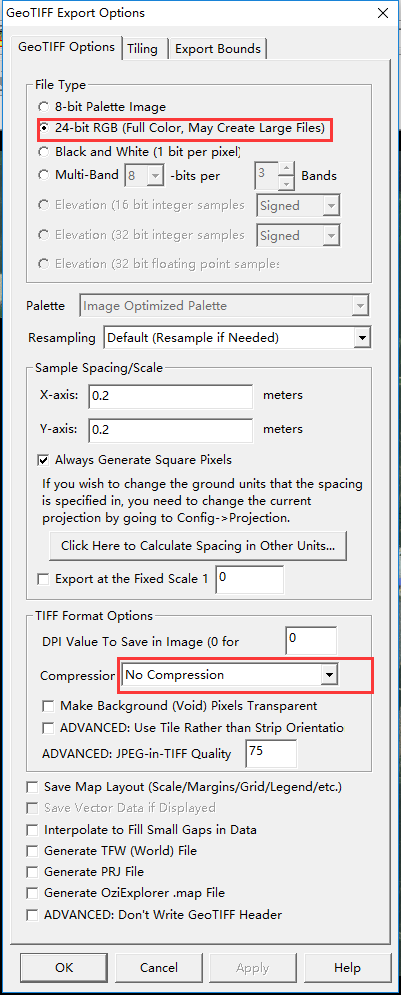 GeoTIFF Export Options
GeoTIFF Options Tiling Export Bounds
File Type
8-bit Palette Image
24-bit RGB (Full Color, May Create Large Files)
Black and White (1 bit per pixel)
Multi-Band 8 -bits per 3 Bands
Elevation (16 bit integer samples Signed
Elevation (32 bit integer samples Signed
Elevation (32 bit floating point samples
Palette Image Optimized Palette
Resampling Default (Resample if Needed)
Sample Spacing/Scale
X-axis: 0.2 meters
Y-axis: 0.2 meters
Always Generate Square Pixels
If you wish to change the ground units that the spacing
is specified in, you need to change the current
projection by going to Config->Projection.
Click Here to Calculate Spacing in Other Units...
Export at the Fixed Scale 1 0
TIFF Format Options
DPI Value To Save in Image (0 for 0
Compression No Compression
Make Background (Void) Pixels Transparent
ADVANCED: Use Tile Rather than Strip Orientatio
ADVANCED: JPEG-in-TIFF Quality 75
Save Map Layout (Scale/Margins/Grid/Legend/etc.)
Save Vector Data if Displayed
Interpolate to Fill Small Gaps in Data
Generate TFW (World) File
Generate PRJ File
Generate OziExplorer .map File
ADVANCED: Don't Write GeoTIFF Header
OK Cancel Apply Help